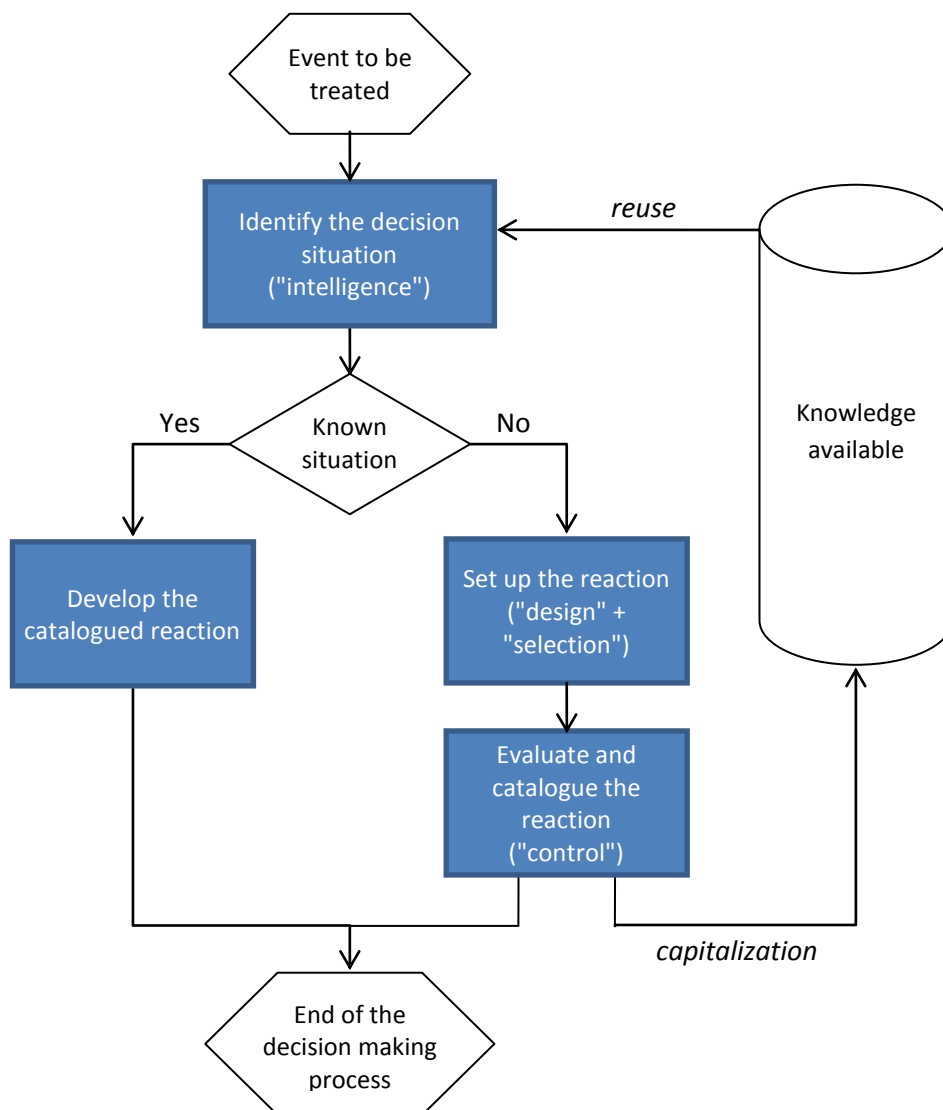 Event to be
treated
reuse
Identify the decision
situation
("intelligence")
Yes
Known
situation
No
Knowledge
available
Develop the
catalogued reaction
Set up the reaction
("design" +
"selection")
Evaluate and
catalogue the
reaction
("control")
capitalization
End of the
decision making
process